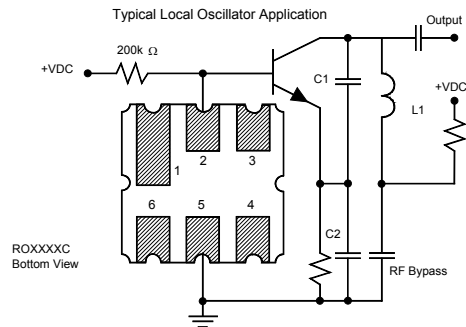 Typical Local Oscillator Application
Output
200k Ω
+VDC
C1
+VDC
L1
1
2
3
6
5
4
C2
ROXXXXC
Bottom View
RF Bypass